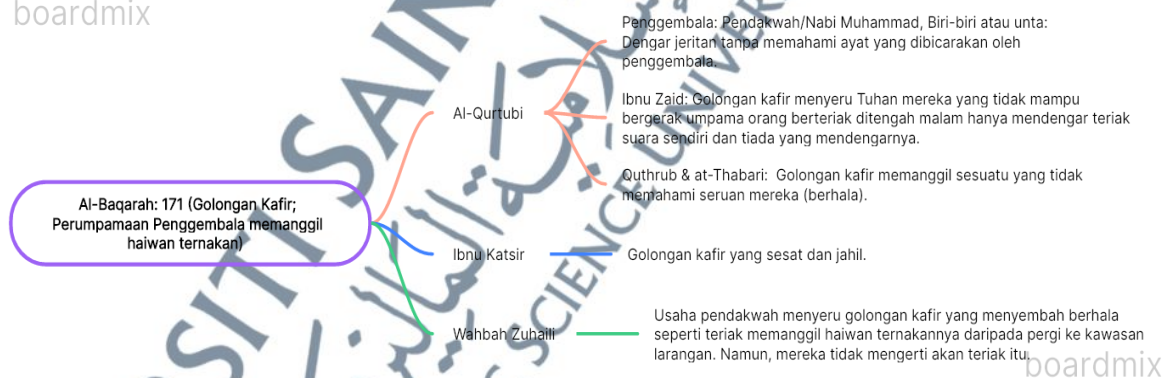 boardmix
Penggembala: Pendakwah/Nabi Muhammad, Biri-biri atau unta:
Dengar jeritan tanpa memahami ayat yang dibicarakan oleh
penggembala.
Al-Qurtubi
Ibnu Zaid: Golongan kafir menyeru Tuhan mereka yang tidak mampu
bergerak umpama orang berteriak ditengah malam hanya mendengar teriak
suara sendiri dan tiada yang mendengarnya.
Quthrub & at-Thabari: Golongan kafir memanggil sesuatu yang tidak
memahami seruan mereka (berhala).
Al-Baqarah: 171 (Golongan Kafir;
Perumpamaan Penggembala memanggil
haiwan ternakan)
Ibnu Katsir
Golongan kafir yang sesat dan jahil.
Wahbah Zuhaili
Usaha pendakwah menyeru golongan kafir yang menyembah berhala
seperti teriak memanggil haiwan ternakannya daripada pergi ke kawasan
larangan. Namun, mereka tidak mengerti akan teriak itu.
boardmix
SITI SAIN
SCIENCE UNIVER